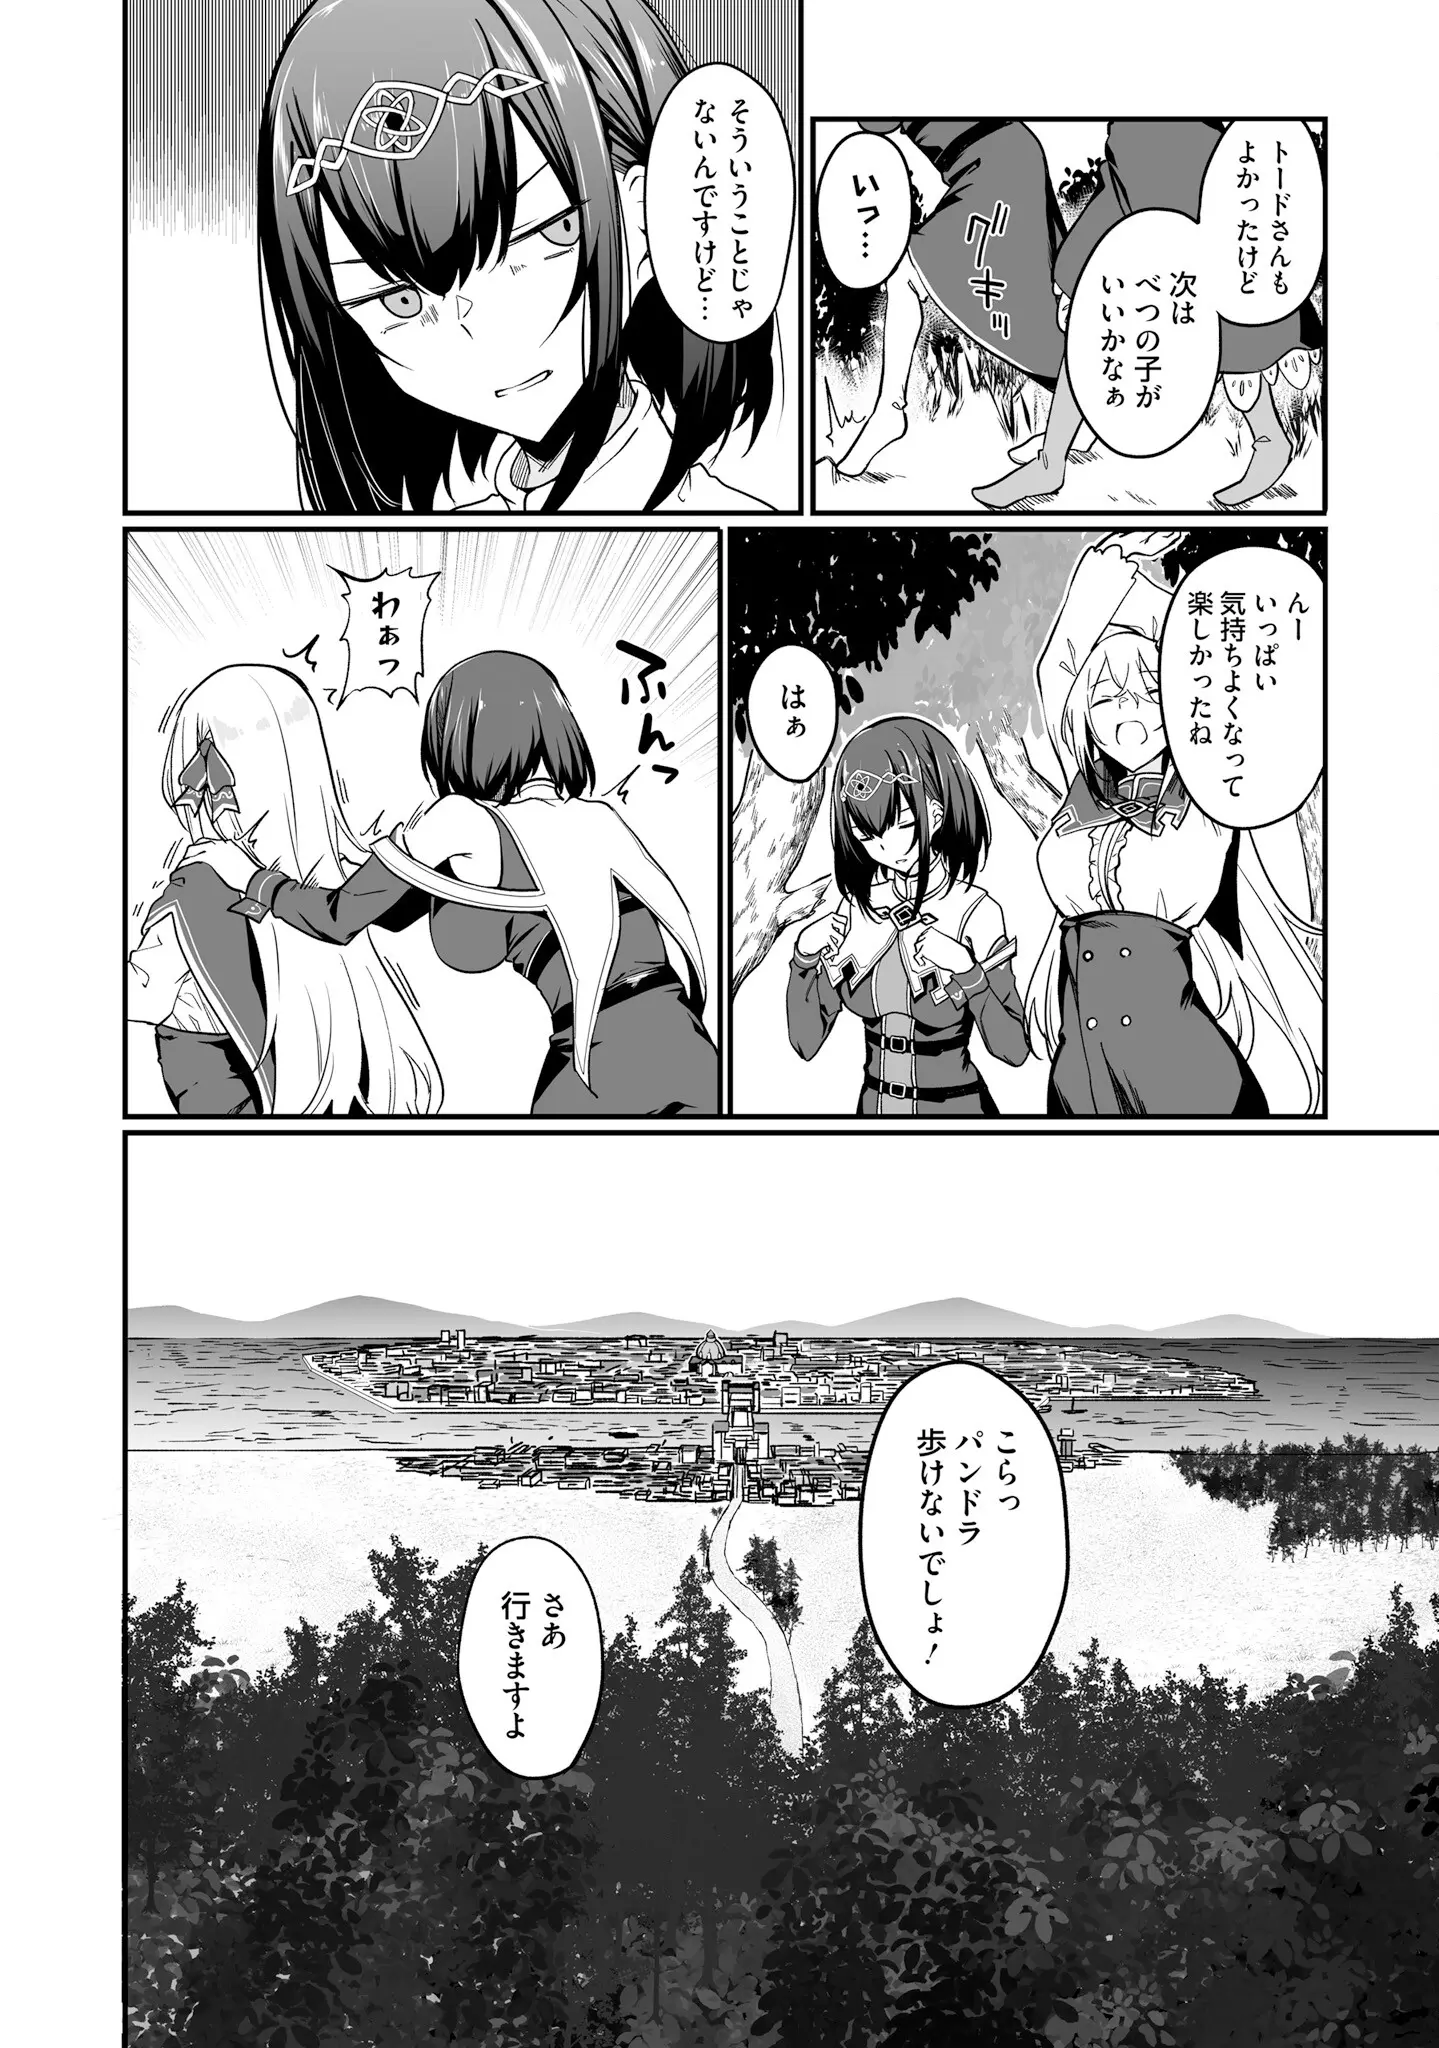 トードさんも
よかったけど
次は
べつの子が
いいかなぁ
グキッ
いっ…
そういうことじゃ
ないんですけど…
んー
いっぱい
気持ちよくなって
楽しかったね
はぁ
ふんっ
わぁっ
こらっ
パンドラ
歩けないでしょ！
さあ
行きますよ